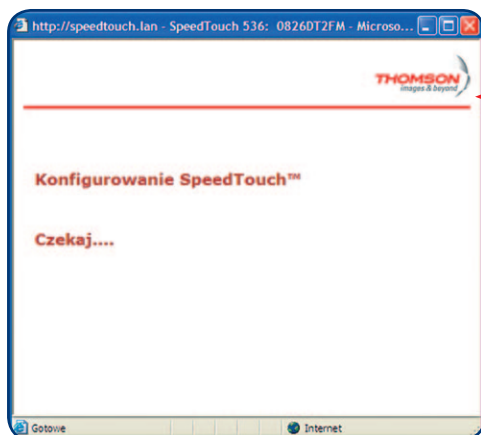 http://speedtouch.lan - SpeedTouch 536: 0826DT2FM - Microso...
THOMSON
images & beyond
Konfigurowanie SpeedTouch™
Czekaj....
Gotowe
Internet